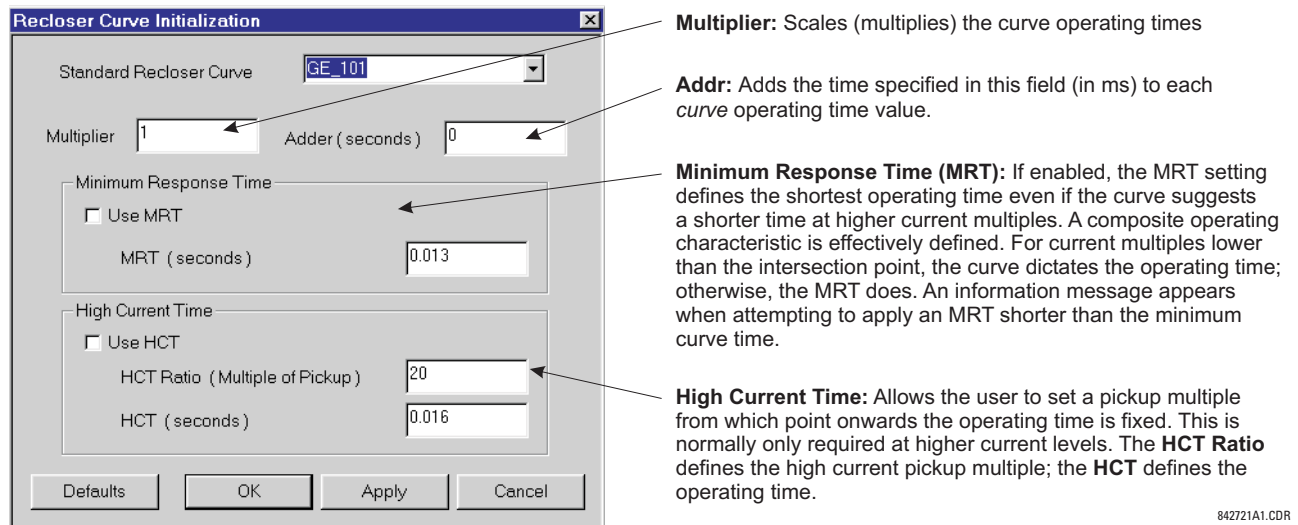 Recloser Curve Initialization
Standard Recloser Curve GE_101
Multiplier 1 Adder ( seconds ) 0
Minimum Response Time
Use MRT
MRT ( seconds ) 0.013
High Current Time
Use HCT
HCT Ratio ( Multiple of Pickup ) 20
HCT ( seconds ) 0.016
Defaults OK Apply Cancel
Multiplier: Scales (multiplies) the curve operating times
Addr: Adds the time specified in this field (in ms) to each
curve operating time value.
Minimum Response Time (MRT): If enabled, the MRT setting
defines the shortest operating time even if the curve suggests
a shorter time at higher current multiples. A composite operating
characteristic is effectively defined. For current multiples lower
than the intersection point, the curve dictates the operating time;
otherwise, the MRT does. An information message appears
when attempting to apply an MRT shorter than the minimum
curve time.
High Current Time: Allows the user to set a pickup multiple
from which point onwards the operating time is fixed. This is
normally only required at higher current levels. The HCT Ratio
defines the high current pickup multiple; the HCT defines the
operating time.
842721A1.CDR